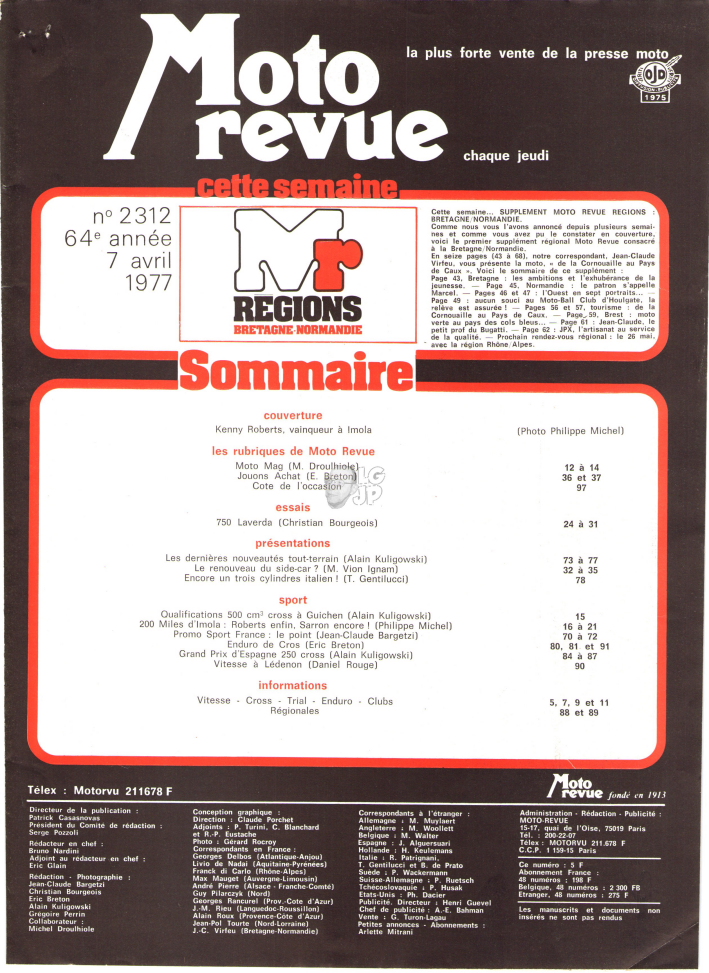 Moto revue
la plus forte vente de la presse moto
OJD
1975
chaque jeudi
cette semaine
nº 2312
64e année
7 avril
1977
Mr
REGIONS
BRETAGNE-NORMANDIE
Cette semaine... SUPPLEMENT MOTO REVUE REGIONS :
BRETAGNE/NORMANDIE.
Comme nous vous l'avons annoncé depuis plusieurs semai-
nes et comme vous avez pu le constater en couverture,
voici le premier supplément régional Moto Revue consacré
à la Bretagne/Normandie.
En seize pages (43 à 68), notre correspondant, Jean-Claude
Virfeu, vous présente la moto, « de la Cornouaille au Pays
de Caux ». Voici le sommaire de ce supplément :
Page 43, Bretagne : les ambitions et l'exhubérance de la
jeunesse. — Page 45, Normandie : le patron s'appelle
Marcel. — Pages 46 et 47 : l'Ouest en sept portraits... —
Page 49 : aucun souci au Moto-Ball Club d'Houlgate, la
relève est assurée ! — Pages 56 et 57, tourisme : de la
Cornouaille au Pays de Caux. — Page 59, Brest : moto
verte au pays des cols bleus... — Page 61 : Jean-Claude, le
petit prof du Bugatti. — Page 62 : JPX, l'artisanat au service
de la qualité. — Prochain rendez-vous régional : le 26 mai,
avec la région Rhône/Alpes.
Sommaire
couverture
Kenny Roberts, vainqueur à Imola (Photo Philippe Michel)
les rubriques de Moto Revue
Moto Mag (M. Droulhiole) 12 à 14
Jouons Achat (E. Breton) 36 et 37
Cote de l'occasion 97
LG
JP
essais
750 Laverda (Christian Bourgeois) 24 à 31
présentations
Les dernières nouveautés tout-terrain (Alain Kuligowski) 73 à 77
Le renouveau du side-car ? (M. Vion Ignam) 32 à 35
Encore un trois cylindres italien ! (T. Gentilucci) 78
sport
Qualifications 500 cm3 cross à Guichen (Alain Kuligowski) 15
200 Miles d'Imola : Roberts enfin, Sarron encore ! (Philippe Michel) 16 à 21
Promo Sport France : le point (Jean-Claude Bargetzi) 70 à 72
Enduro de Cros (Eric Breton) 80, 81 et 91
Grand Prix d'Espagne 250 cross (Alain Kuligowski) 84 à 87
Vitesse à Lédenon (Daniel Rouge) 90
informations
Vitesse - Cross - Trial - Enduro - Clubs 5, 7, 9 et 11
Régionales 88 et 89
Télex : Motorvu 211678 F
Moto revue fondé en 1913
Directeur de la publication :
Patrick Casasnovas
Président du Comité de rédaction :
Serge Pozzoli
Rédacteur en chef :
Bruno Nardini
Adjoint au rédacteur en chef :
Eric Glain
Rédaction - Photographie :
Jean-Claude Bargetzi
Christian Bourgeois
Eric Breton
Alain Kuligowski
Grégoire Perrin
Collaborateur :
Michel Droulhiole
Conception graphique :
Direction : Claude Porchet
Adjoints : P. Turini, C. Blanchard
et R.-P. Eustache
Photo : Gérard Rocroy
Correspondants en France :
Georges Delbos (Atlantique-Anjou)
Livio de Nadai (Aquitaine-Pyrénées)
Franck di Carlo (Rhône-Alpes)
Max Mauget (Auvergne-Limousin)
André Pierre (Alsace - Franche-Comté)
Guy Pilarczyk (Nord)
Georges Rancurel (Prov.-Cote d'Azur)
J.-M. Rieu (Languedoc-Roussillon)
Alain Roux (Provence-Côte d'Azur)
Jean-Pol Tourte (Nord-Lorraine)
J.-C. Virfeu (Bretagne-Normandie)
Correspondants à l'étranger :
Allemagne : M. Muylaert
Angleterre : M. Woollett
Belgique : M. Walter
Espagne : J. Alguersuari
Hollande : H. Keulemans
Italie : R. Patrignani,
T. Gentilucci et B. de Prato
Suède : P. Wackermann
Suisse-Allemagne : P. Ruetsch
Tchécoslovaquie : P. Husak
Etats-Unis : Ph. Dacier
Publicité. Directeur : Henri Guevel
Chef de publicité : A.-E. Bahman
Vente : G. Turon-Lagau
Petites annonces - Abonnements :
Arlette Mitrani
Administration - Rédaction - Publicité :
MOTO-REVUE
15-17, quai de l'Oise, 75019 Paris
Tél. : 200-22-07
Télex : MOTORVU 211.678 F
C.C.P. 1 159-15 Paris
Ce numéro : 5 F
Abonnement France :
48 numéros : 198 F
Belgique, 48 numéros : 2 300 FB
Etranger, 48 numéros : 275 F
Les manuscrits et documents non
insérés ne sont pas rendus